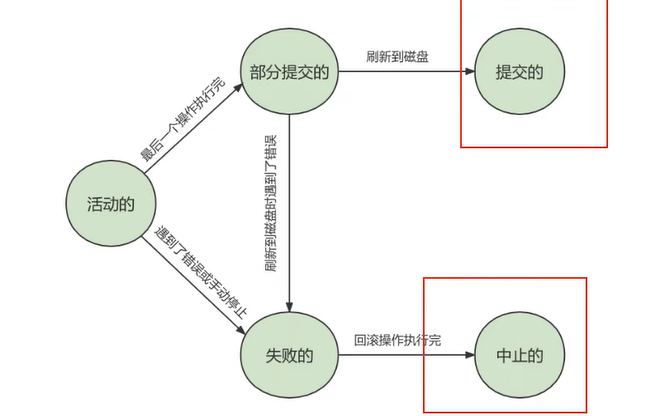 部分提交的
刷新到磁盘
提交的
最后一个操作执行完
刷新到磁盘时遇到了错误
活动的
遇到了错误或手动停止
失败的
回滚操作执行完
中止的